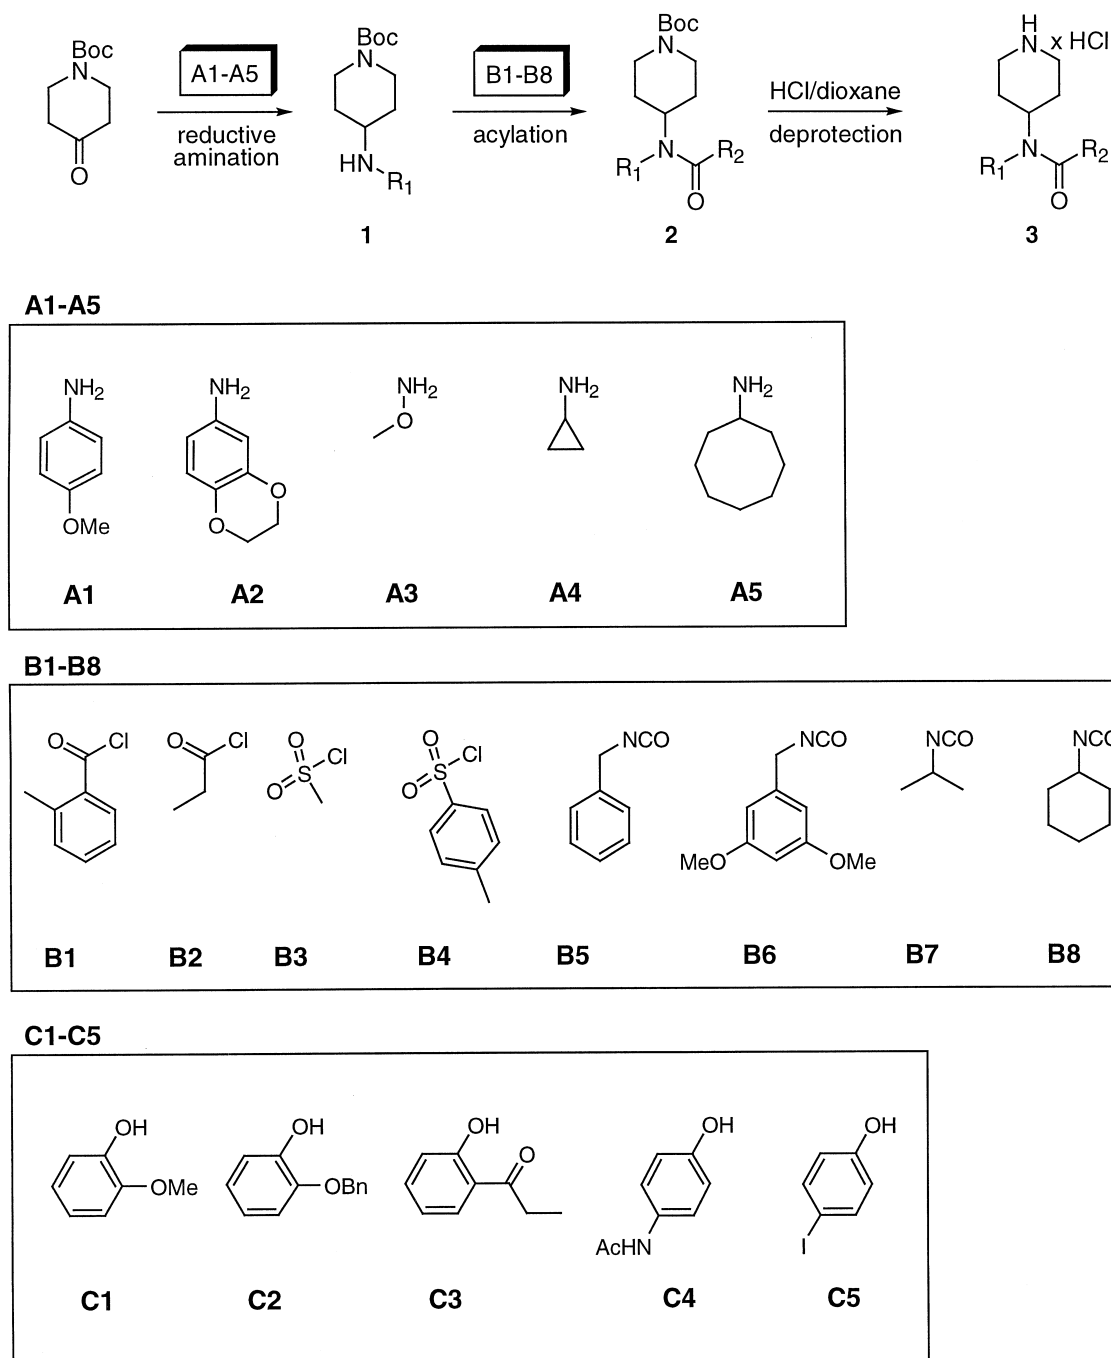 Boc
N
O
A1-A5
reductive
amination
Boc
N
HN
R1
1
B1-B8
acylation
Boc
N
R1
N
R2
O
2
HCl/dioxane
deprotection
H
N
x HCl
R1
N
R2
O
3
A1-A5
NH2
OMe
NH2
O
O
NH2
O
NH2
NH2
A1
A2
A3
A4
A5
B1-B8
O
Cl
O
Cl
O
S
O
Cl
O
S
O
Cl
NCO
NCO
MeO
OMe
NCO
NCO
B1
B2
B3
B4
B5
B6
B7
B8
C1-C5
OH
OMe
OH
OBn
OH
O
OH
AcHN
OH
I
C1
C2
C3
C4
C5